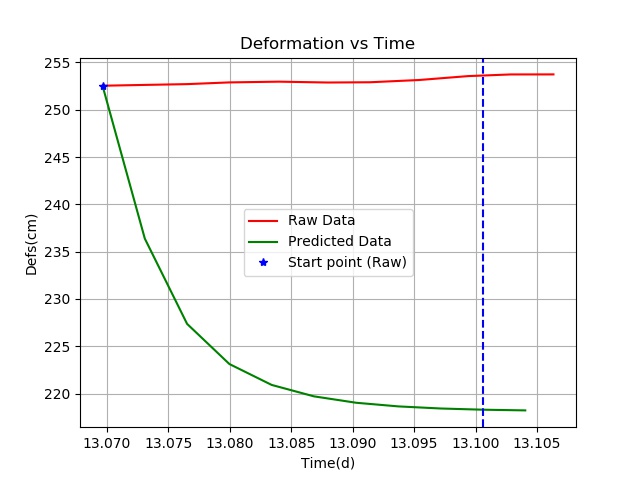 Deformation vs Time
255
250
245
240
235
230
225
220
Defs(cm)
Raw Data
Predicted Data
Start point (Raw)
13.070 13.075 13.080 13.085 13.090 13.095 13.100 13.105
Time(d)